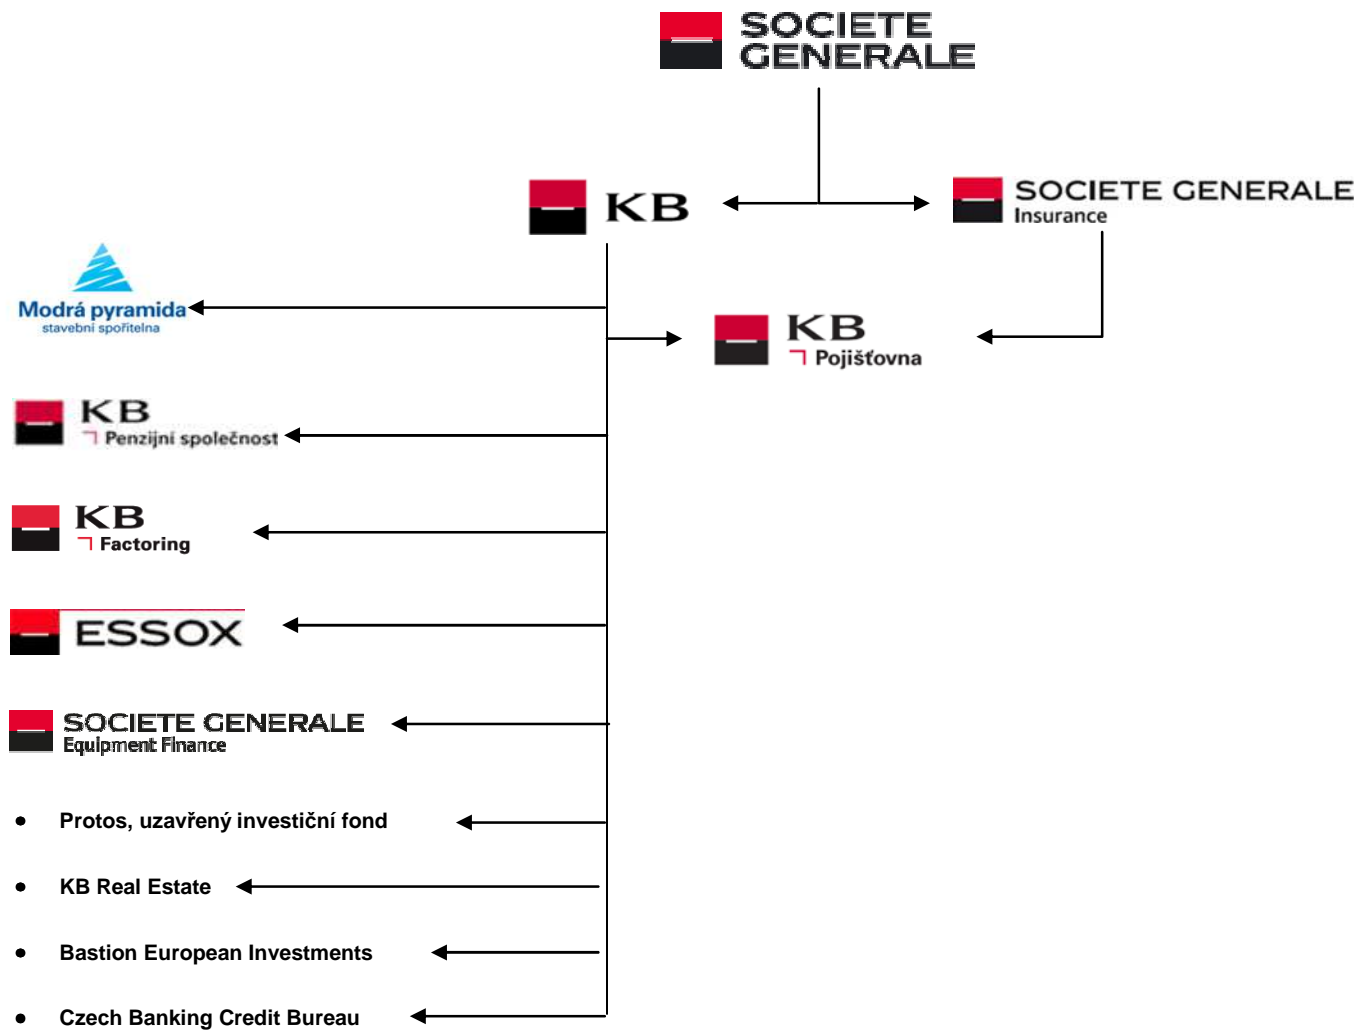 SOCIETE
GENERALE
KB
SOCIETE GENERALE
Insurance
Modrá pyramida
stavební spořitelna
KB
Pojišťovna
KB
Penzijní společnost
KB
Factoring
ESSOX
SOCIETE GENERALE
Equipment Finance
• Protos, uzavřený investiční fond
• KB Real Estate
• Bastion European Investments
• Czech Banking Credit Bureau